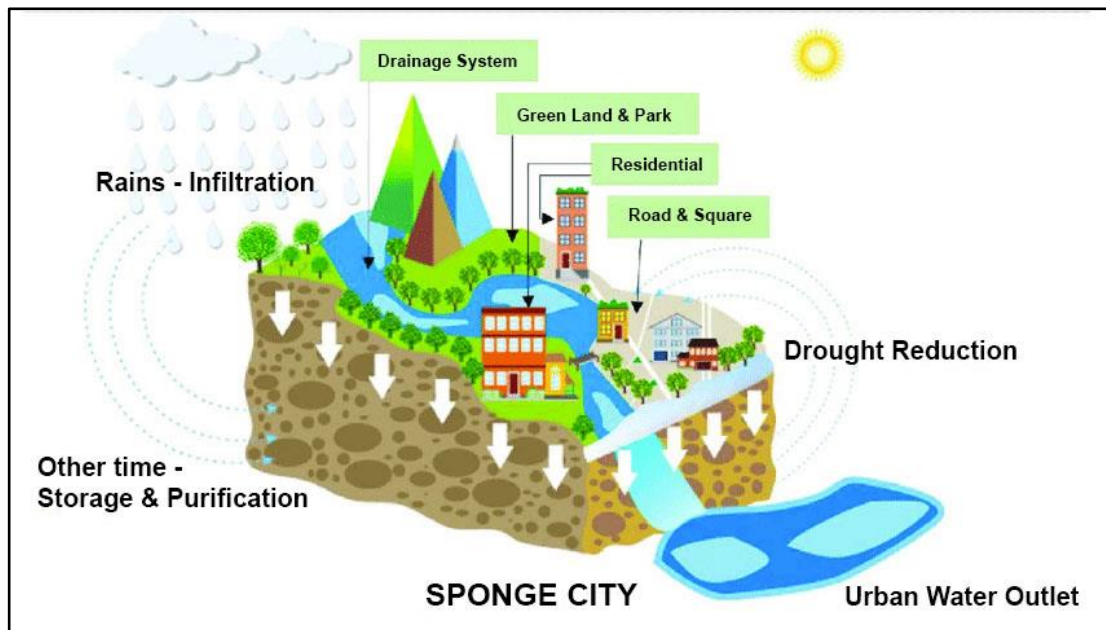 Drainage System
Green Land & Park
Residential
Road & Square
Rains - Infiltration
Drought Reduction
Other time -
Storage & Purification
SPONGE CITY
Urban Water Outlet